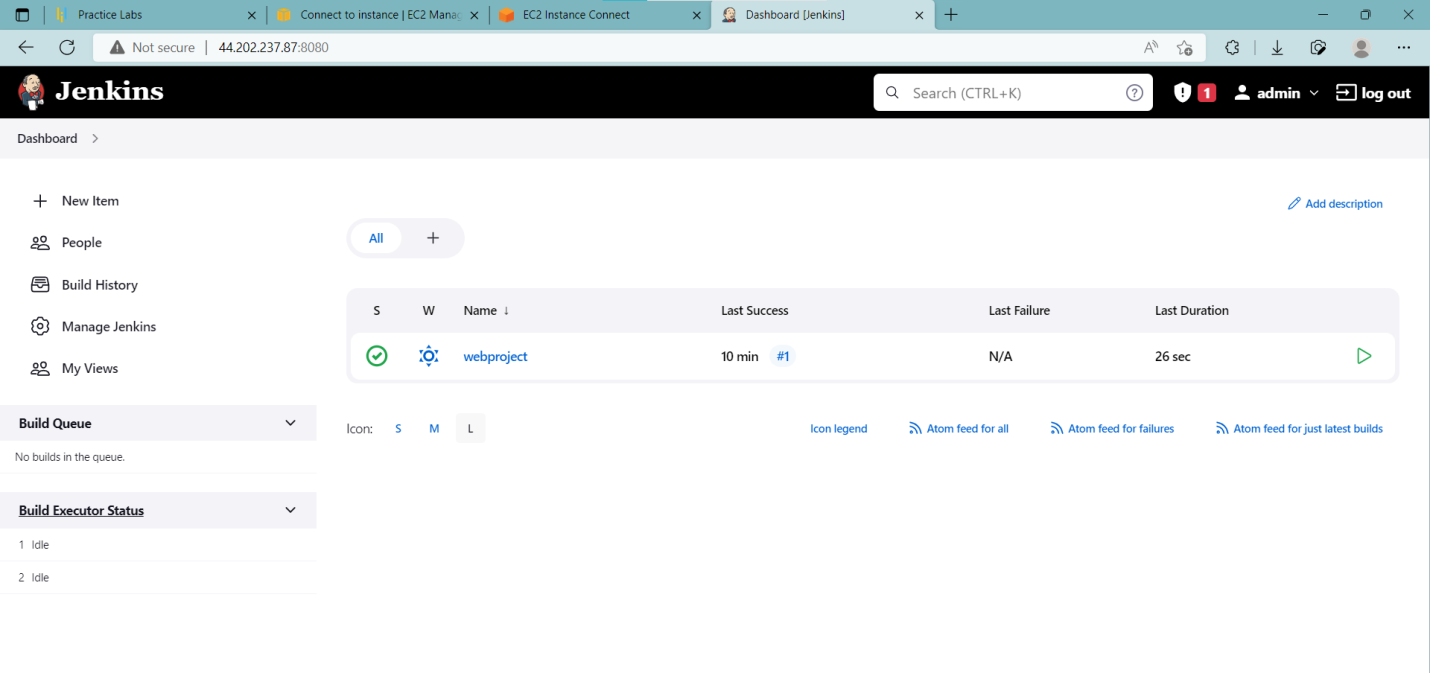 Practice Labs
Connect to instance | EC2 Manag
EC2 Instance Connect
Dashboard [Jenkins]
Not secure | 44.202.237.87:8080
Jenkins
Search (CTRL+K)
1
admin
log out
Dashboard
New Item
People
Build History
Manage Jenkins
My Views
Build Queue
No builds in the queue.
Build Executor Status
1 Idle
2 Idle
Add description
All +
S W Name ↓ Last Success Last Failure Last Duration
webproject 10 min #1 N/A 26 sec
Icon: S M L
Icon legend
Atom feed for all
Atom feed for failures
Atom feed for just latest builds